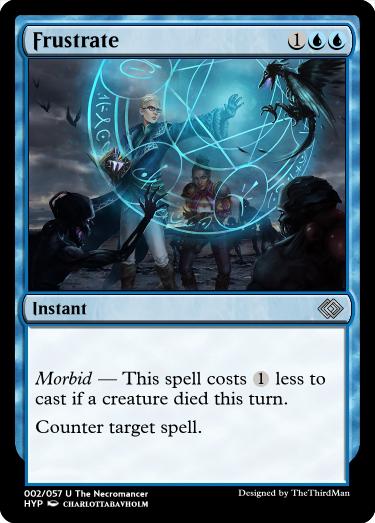 Frustrate 1
Instant
Morbid — This spell costs 1 less to
cast if a creature died this turn.
Counter target spell.
002/057 U The Necromancer
Designed by TheThirdMan
HYP CHARLOTTABAVHOLM